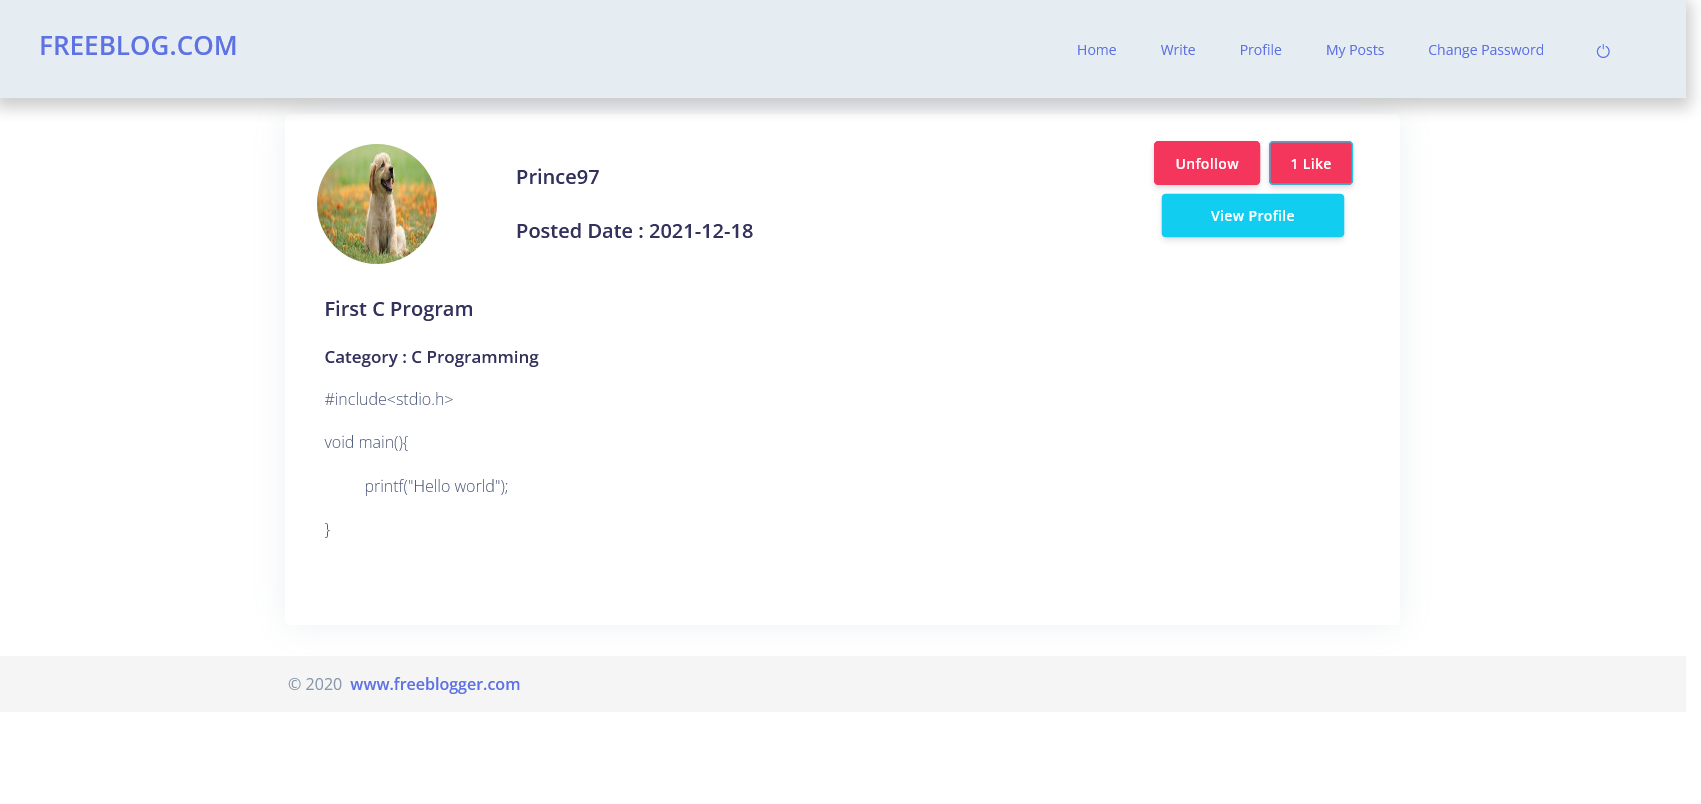 FREEBLOG.COM
Home Write Profile My Posts Change Password
Prince97
Posted Date : 2021-12-18
Unfollow 1 Like
View Profile
First C Program
Category : C Programming
#include<stdio.h>
void main(){
printf("Hello world");
}
© 2020 www.freeblogger.com